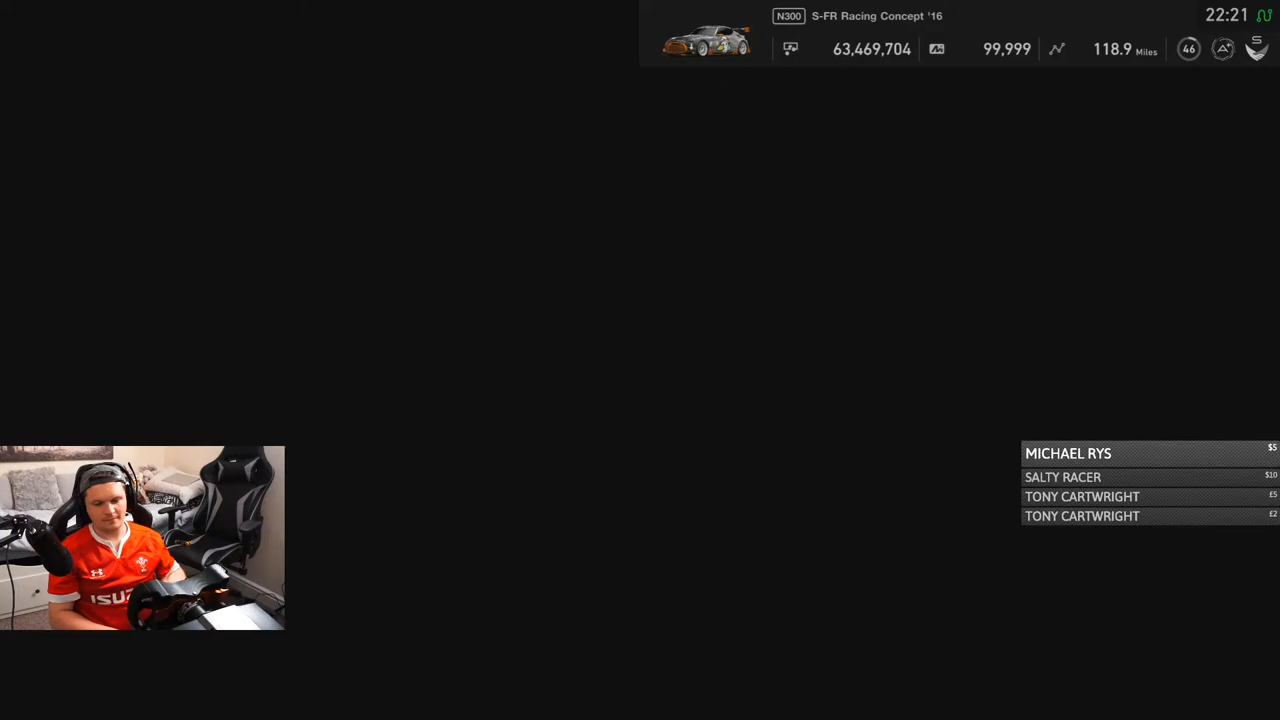 N300 S-FR Racing Concept '16
22:21
63,469,704
99,999
118.9 Miles
46
A+
S
MICHAEL RYS $5
SALTY RACER $10
TONY CARTWRIGHT £5
TONY CARTWRIGHT £2
ISUZ